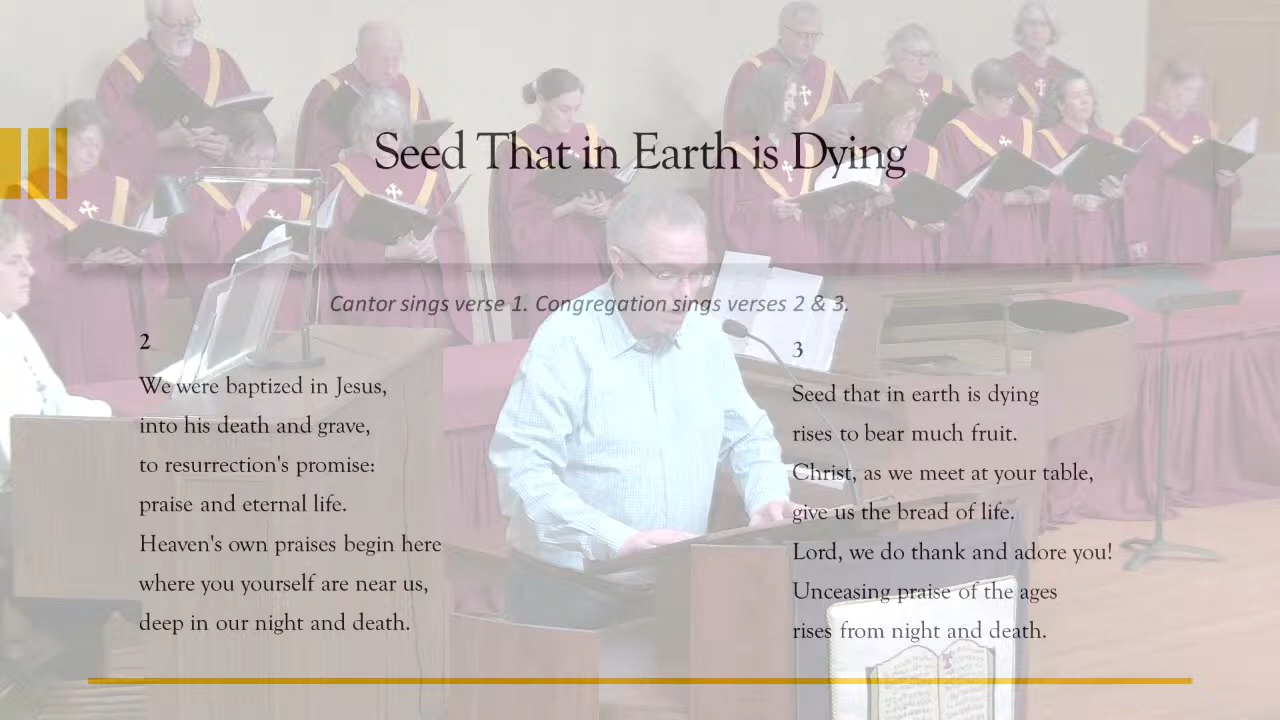 Seed That in Earth is Dying
Cantor sings verse 1. Congregation sings verses 2 & 3.
2
We were baptized in Jesus,
into his death and grave,
to resurrection's promise:
praise and eternal life.
Heaven's own praises begin here
where you yourself are near us,
deep in our night and death.
3
Seed that in earth is dying
rises to bear much fruit.
Christ, as we meet at your table,
give us the bread of life.
Lord, we do thank and adore you!
Unceasing praise of the ages
rises from night and death.